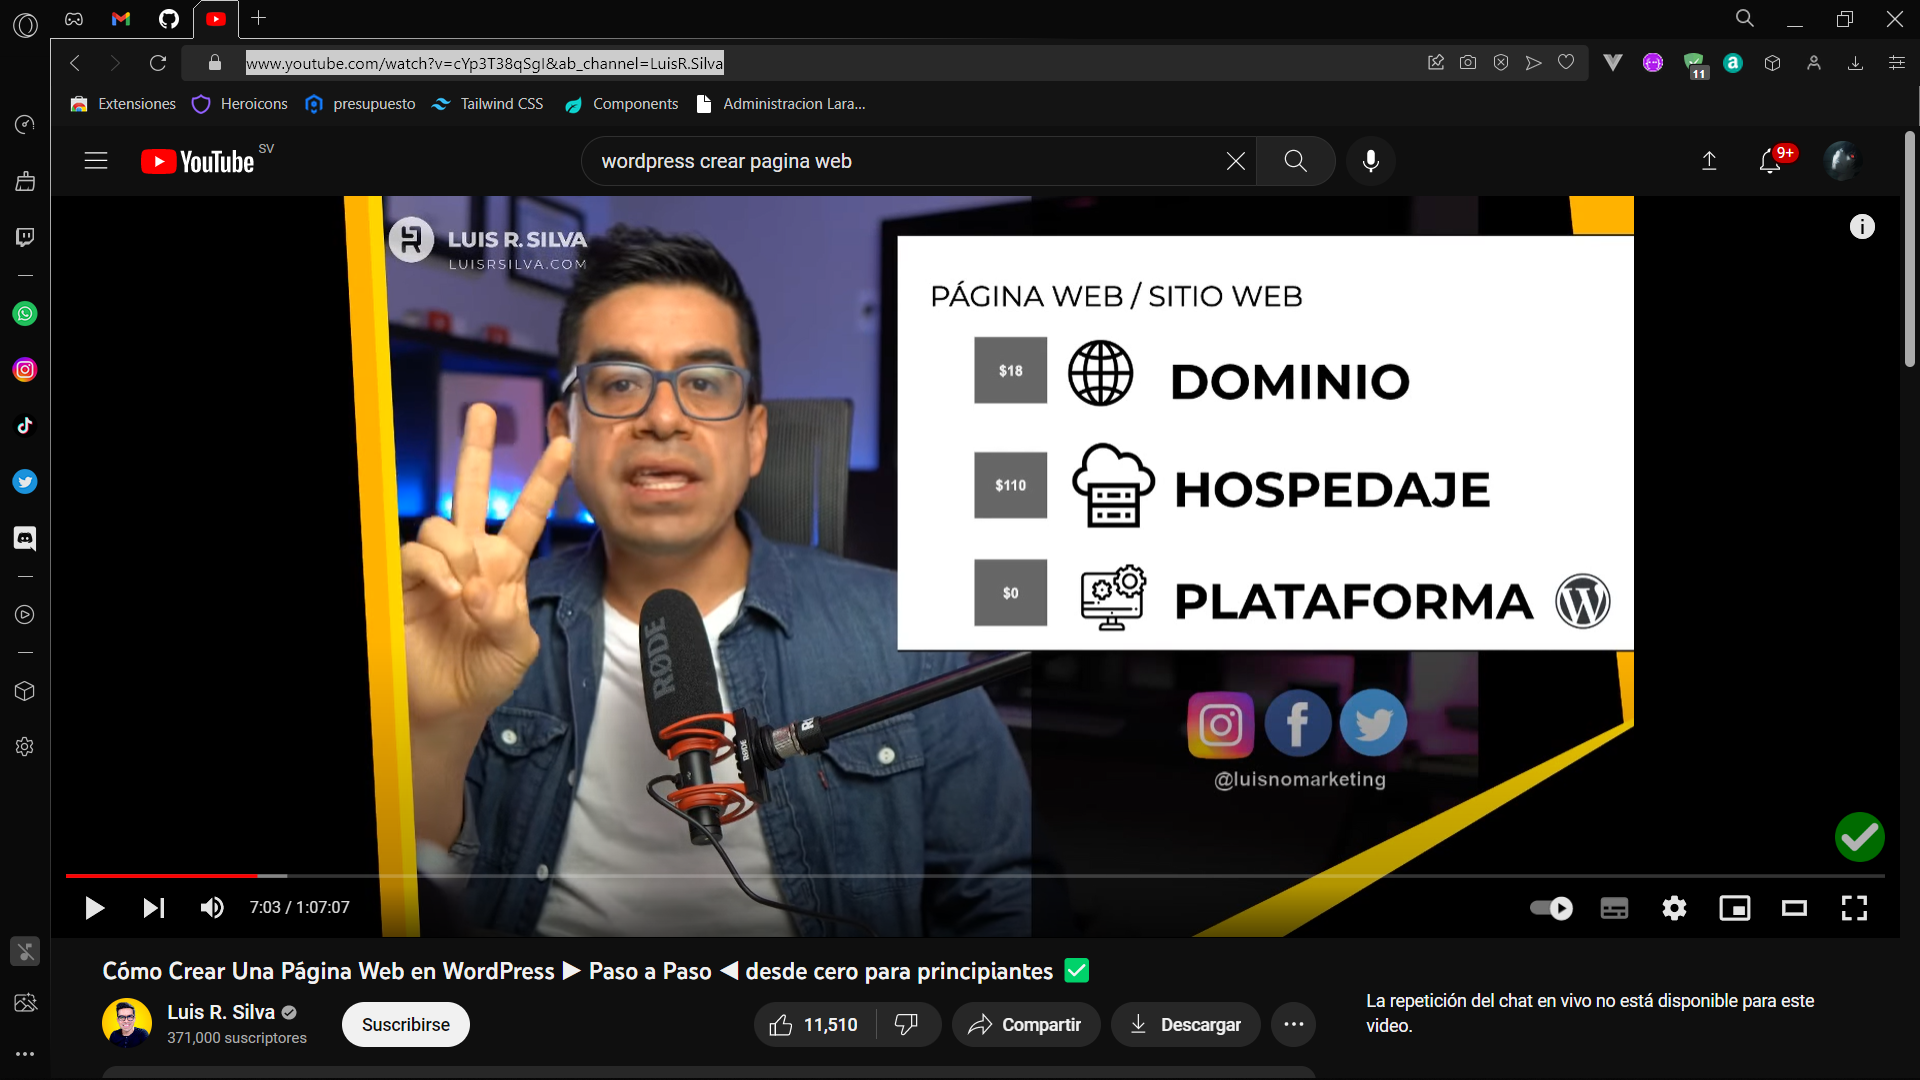 www.youtube.com/watch?v=cYp3T38qSgI&ab_channel=LuisR.Silva
11
Extensiones
Heroicons
presupuesto
Tailwind CSS
Components
Administracion Lara...
YouTube SV
wordpress crear pagina web
9+
LUIS R. SILVA
LUISRSILVA.COM
PÁGINA WEB / SITIO WEB
$18 DOMINIO
$110 HOSPEDAJE
$0 PLATAFORMA
RØDE
RØDE
@luisnomarketing
7:03 / 1:07:07
Cómo Crear Una Página Web en WordPress ▶ Paso a Paso ◀ desde cero para principiantes ✅
Luis R. Silva
371,000 suscriptores
Suscribirse
11,510
Compartir
Descargar
La repetición del chat en vivo no está disponible para este
video.